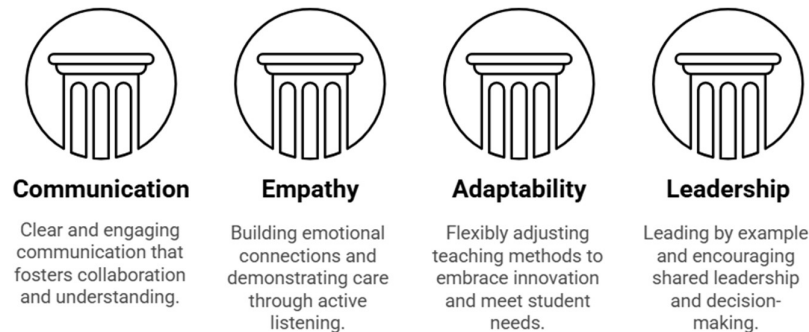 Communication
Clear and engaging
communication that
fosters collaboration
and understanding.
Empathy
Building emotional
connections and
demonstrating care
through active
listening.
Adaptability
Flexibly adjusting
teaching methods to
embrace innovation
and meet student
needs.
Leadership
Leading by example
and encouraging
shared leadership
and decision-
making.